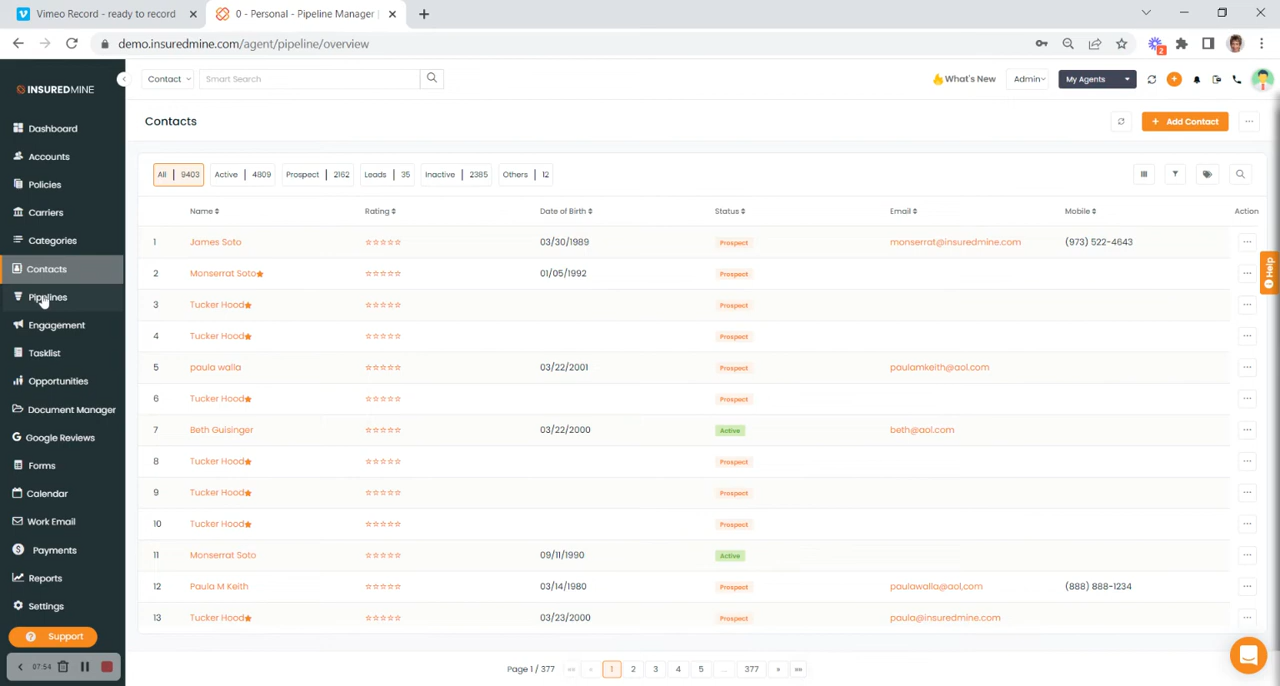 Vimeo Record - ready to record
0 - Personal - Pipeline Manager
demo.insuredmine.com/agent/pipeline/overview
2
INSUREDMINE
Contact
Smart Search
What's New
Admin
My Agents
Dashboard
Accounts
Policies
Carriers
Categories
Contacts
Pipelines
Engagement
Tasklist
Opportunities
Document Manager
Google Reviews
Forms
Calendar
Work Email
Payments
Reports
Settings
Support
07:54
Contacts
+ Add Contact
All | 9403
Active | 4809
Prospect | 2162
Leads | 35
Inactive | 2385
Others | 12
Name Rating Date of Birth Status Email Mobile Action
1 James Soto 03/30/1989 Prospect monserrat@insuredmine.com (973) 522-4643
2 Monserrat Soto 01/05/1992 Prospect
3 Tucker Hood Prospect
4 Tucker Hood Prospect
5 paula walla 03/22/2001 Prospect paulamkeith@aol.com
6 Tucker Hood Prospect
7 Beth Guisinger 03/22/2000 Active beth@aol.com
8 Tucker Hood Prospect
9 Tucker Hood Prospect
10 Tucker Hood Prospect
11 Monserrat Soto 09/11/1990 Active
12 Paula M Keith 03/14/1980 Prospect paulawalla@aol.com (888) 888-1234
13 Tucker Hood 03/23/2000 Prospect paula@insuredmine.com
Help
Page 1 / 377 «« « 1 2 3 4 5 ... 377 » »»